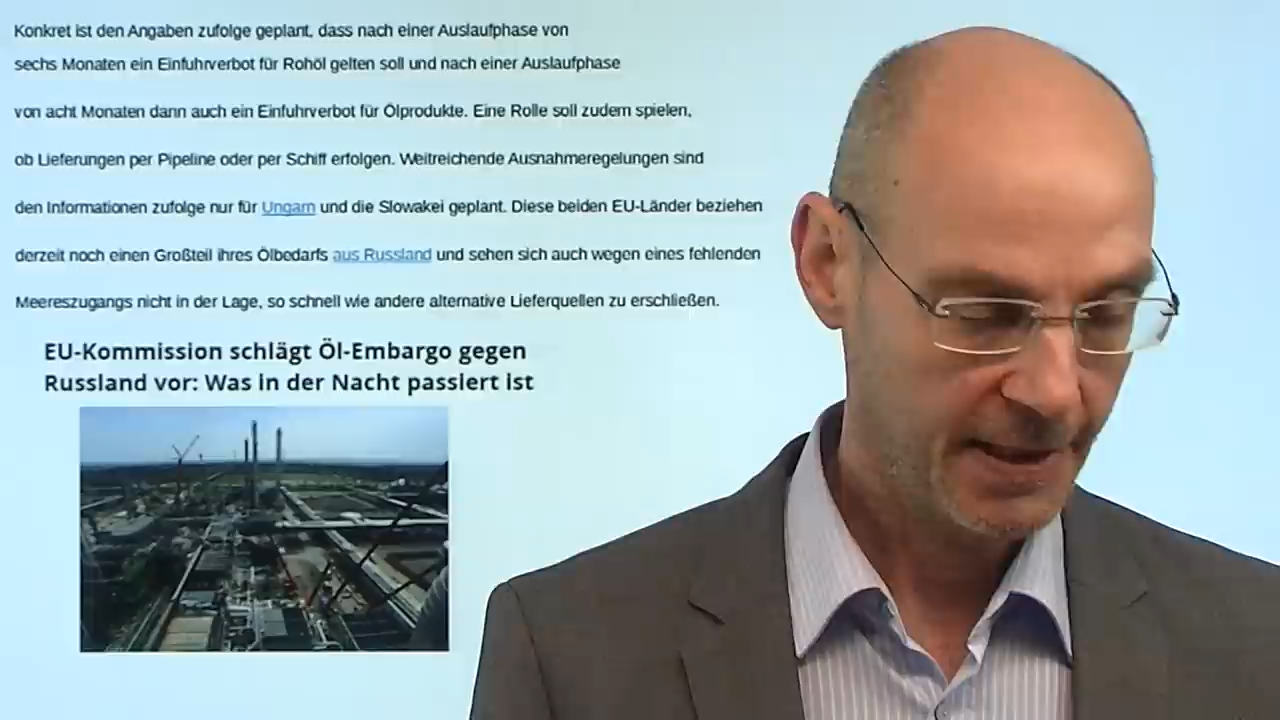 Konkret ist den Angaben zufolge geplant, dass nach einer Auslaufphase von
sechs Monaten ein Einfuhrverbot für Rohöl gelten soll und nach einer Auslaufphase
von acht Monaten dann auch ein Einfuhrverbot für Ölprodukte. Eine Rolle soll zudem spielen,
ob Lieferungen per Pipeline oder per Schiff erfolgen. Weitreichende Ausnahmeregelungen sind
den Informationen zufolge nur für Ungarn und die Slowakei geplant. Diese beiden EU-Länder beziehen
derzeit noch einen Großteil ihres Ölbedarfs aus Russland und sehen sich auch wegen eines fehlenden
Meereszugangs nicht in der Lage, so schnell wie andere alternative Lieferquellen zu erschließen.
EU-Kommission schlägt Öl-Embargo gegen
Russland vor: Was in der Nacht passiert ist